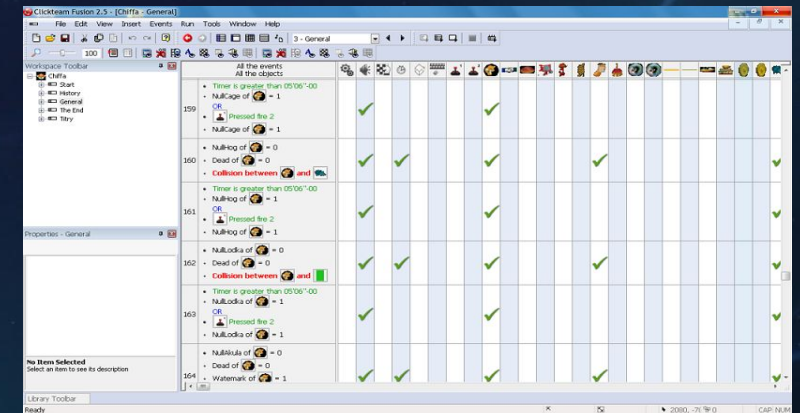 Clickteam Fusion 2.5 - [Chiffa - General]
File Edit View Insert Events Run Tools Window Help
3 - General
100
Workspace Toolbar
Chiffa
Start
History
General
The End
Titry
Properties - General
No Item Selected
Select an item to see its description
Library Toolbar
Ready
All the events
All the objects
159
Timer is greater than 05'06"-00
NullCage of = 1
OR
Pressed fire 2
NullCage of = 1
160
NullHog of = 0
Dead of = 0
Collision between and
161
Timer is greater than 05'06"-00
NullHog of = 1
OR
Pressed fire 2
NullHog of = 1
162
NullLodka of = 0
Dead of = 0
Collision between and
163
Timer is greater than 05'06"-00
NullLodka of = 1
OR
Pressed fire 2
NullLodka of = 1
164
NullAkula of = 0
Dead of = 0
Watermark of = 1
CAP NUM